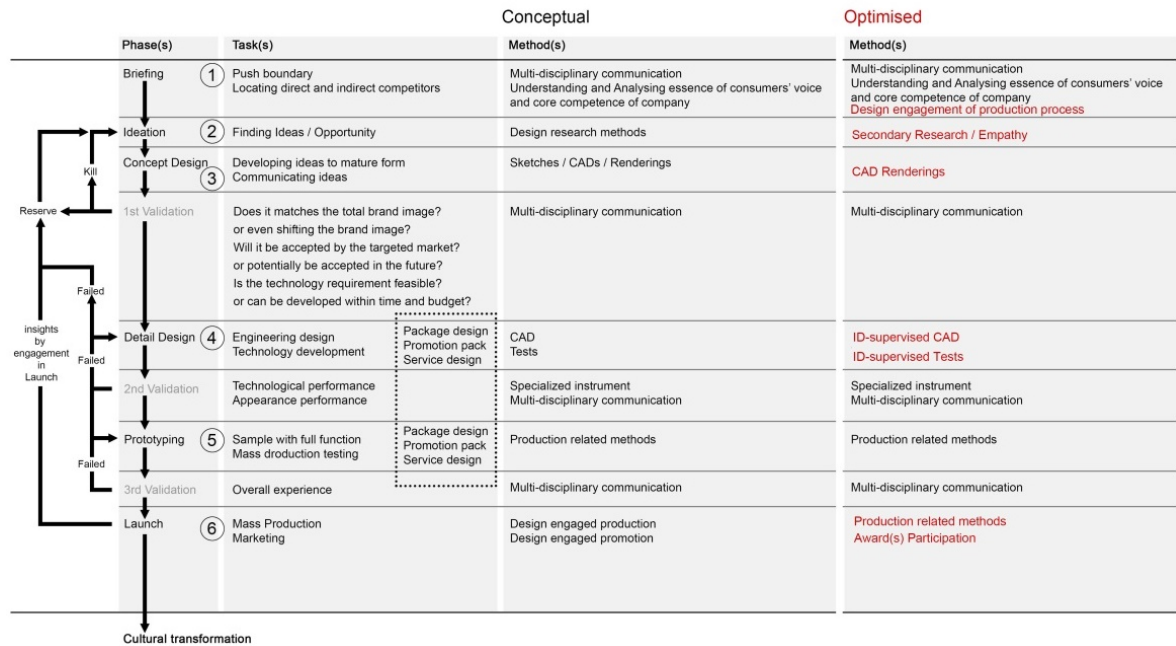 Conceptual
Optimised
Phase(s)
Task(s)
Method(s)
Method(s)
Briefing
1
Push boundary
Locating direct and indirect competitors
Multi-disciplinary communication
Understanding and Analysing essence of consumers' voice
and core competence of company
Multi-disciplinary communication
Understanding and Analysing essence of consumers' voice
and core competence of company
Design engagement of production process
Ideation
2
Finding Ideas / Opportunity
Design research methods
Secondary Research / Empathy
Concept Design
3
Developing ideas to mature form
Communicating ideas
Sketches / CADs / Renderings
CAD Renderings
Kill
Reserve
1st Validation
Does it matches the total brand image?
or even shifting the brand image?
Will it be accepted by the targeted market?
or potentially be accepted in the future?
Is the technology requirement feasible?
or can be developed within time and budget?
Multi-disciplinary communication
Multi-disciplinary communication
Failed
insights
by
engagement
in
Launch
Detail Design
4
Engineering design
Technology development
Package design
Promotion pack
Service design
CAD
Tests
ID-supervised CAD
ID-supervised Tests
Failed
2nd Validation
Technological performance
Appearance performance
Specialized instrument
Multi-disciplinary communication
Specialized instrument
Multi-disciplinary communication
Prototyping
5
Sample with full function
Mass droduction testing
Package design
Promotion pack
Service design
Production related methods
Production related methods
Failed
3rd Validation
Overall experience
Multi-disciplinary communication
Multi-disciplinary communication
Launch
6
Mass Production
Marketing
Design engaged production
Design engaged promotion
Production related methods
Award(s) Participation
Cultural transformation